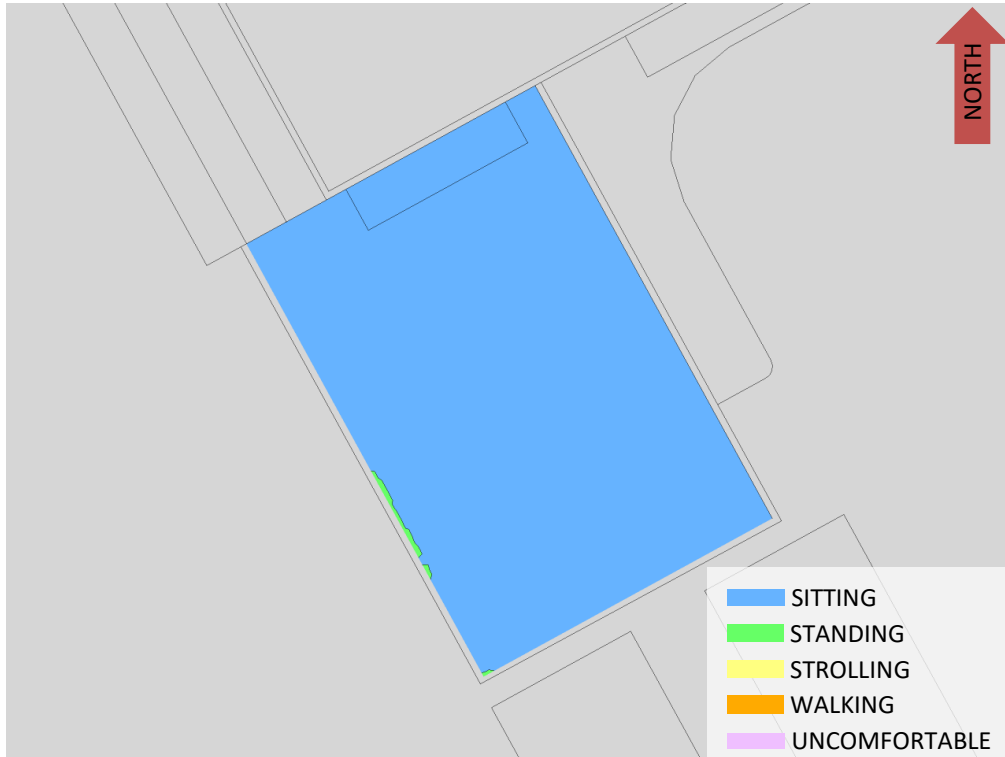 NORTH
SITTING
STANDING
STROLLING
WALKING
UNCOMFORTABLE